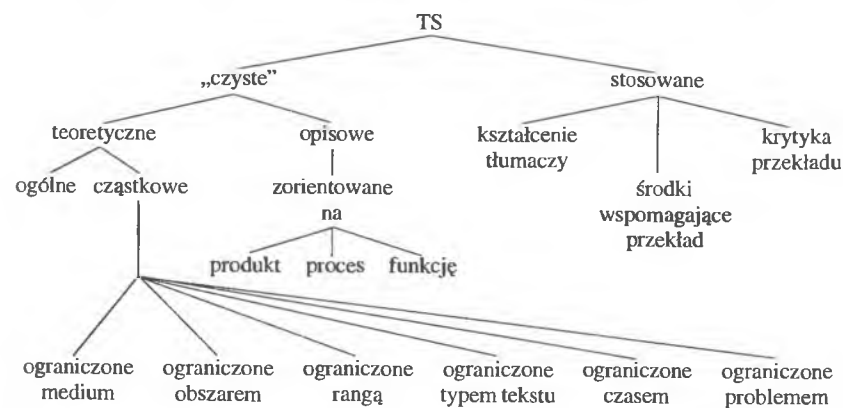 TS
„czyste”
stosowane
teoretyczne
opisowe
kształcenie
tłumaczy
krytyka
przekładu
ogólne
cząstkowe
zorientowane
na
środki
wspomagające
przekład
produkt
proces
funkcję
ograniczone
medium
ograniczone
obszarem
ograniczone
rangą
ograniczone
typem tekstu
ograniczone
czasem
ograniczone
problemem